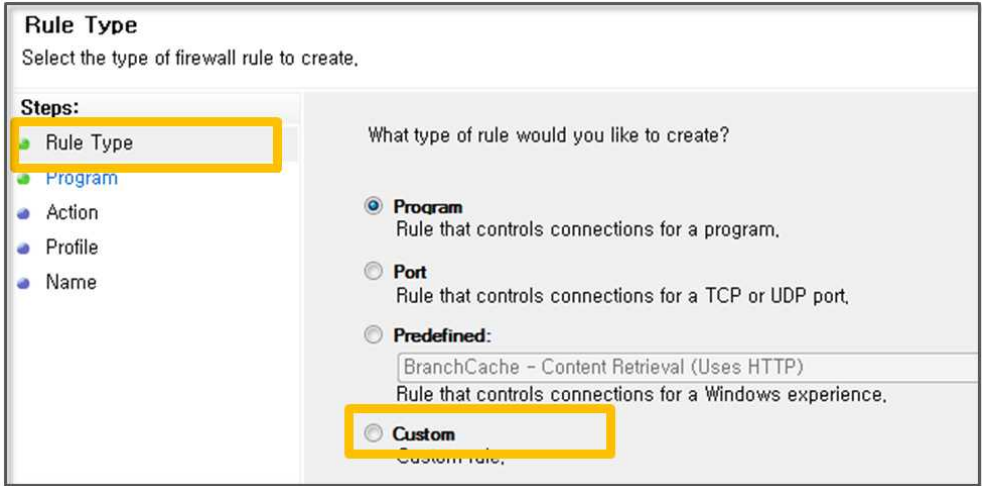 Rule Type
Select the type of firewall rule to create,
Steps:
Rule Type
Program
Action
Profile
Name
What type of rule would you like to create?
Program
Rule that controls connections for a program,
Port
Rule that controls connections for a TCP or UDP port,
Predefined:
BranchCache - Content Retrieval (Uses HTTP)
Rule that controls connections for a Windows experience,
Custom
Custom rule,